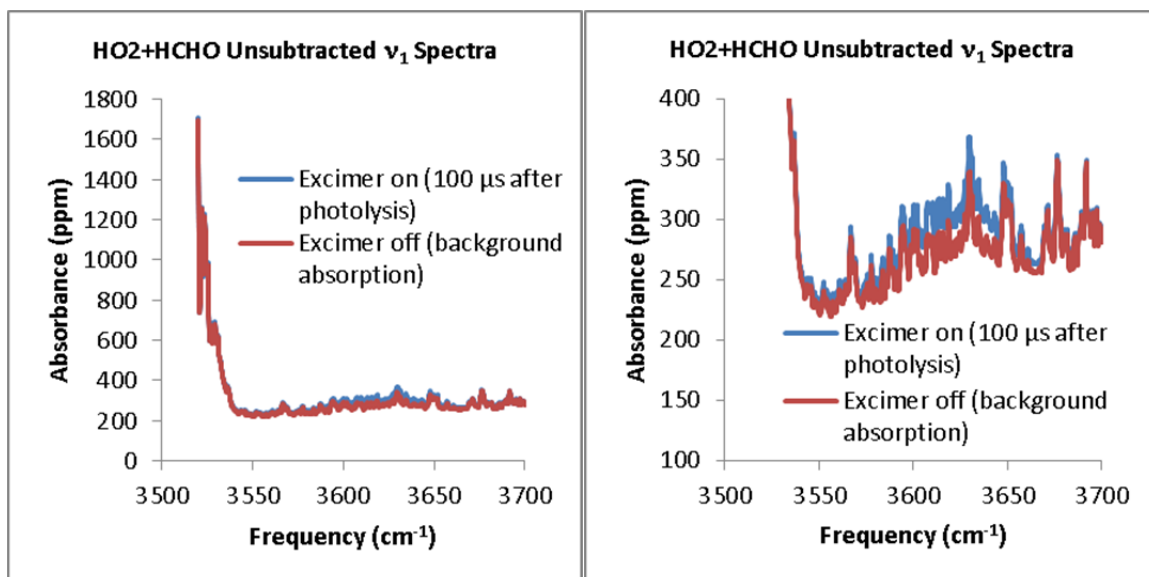 HO2+HCHO Unsubtracted ν₁ Spectra
1800
1600
1400
1200
1000
800
600
400
200
0
Absorbance (ppm)
Excimer on (100 µs after
photolysis)
Excimer off (background
absorption)
3500 3550 3600 3650 3700
Frequency (cm⁻¹)
HO2+HCHO Unsubtracted ν₁ Spectra
400
350
300
250
200
150
100
Absorbance (ppm)
Excimer on (100 µs after
photolysis)
Excimer off (background
absorption)
3500 3550 3600 3650 3700
Frequency (cm⁻¹)